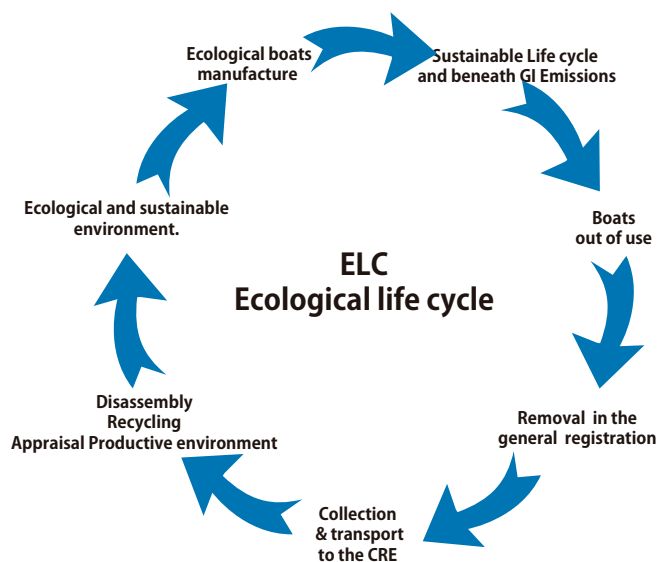 Ecological boats
manufacture
Sustainable Life cycle
and beneath GI Emissions
Boats
out of use
Removal in the
general registration
Collection
& transport
to the CRE
Disassembly
Recycling
Appraisal Productive environment
Ecological and sustainable
environment.
ELC
Ecological life cycle